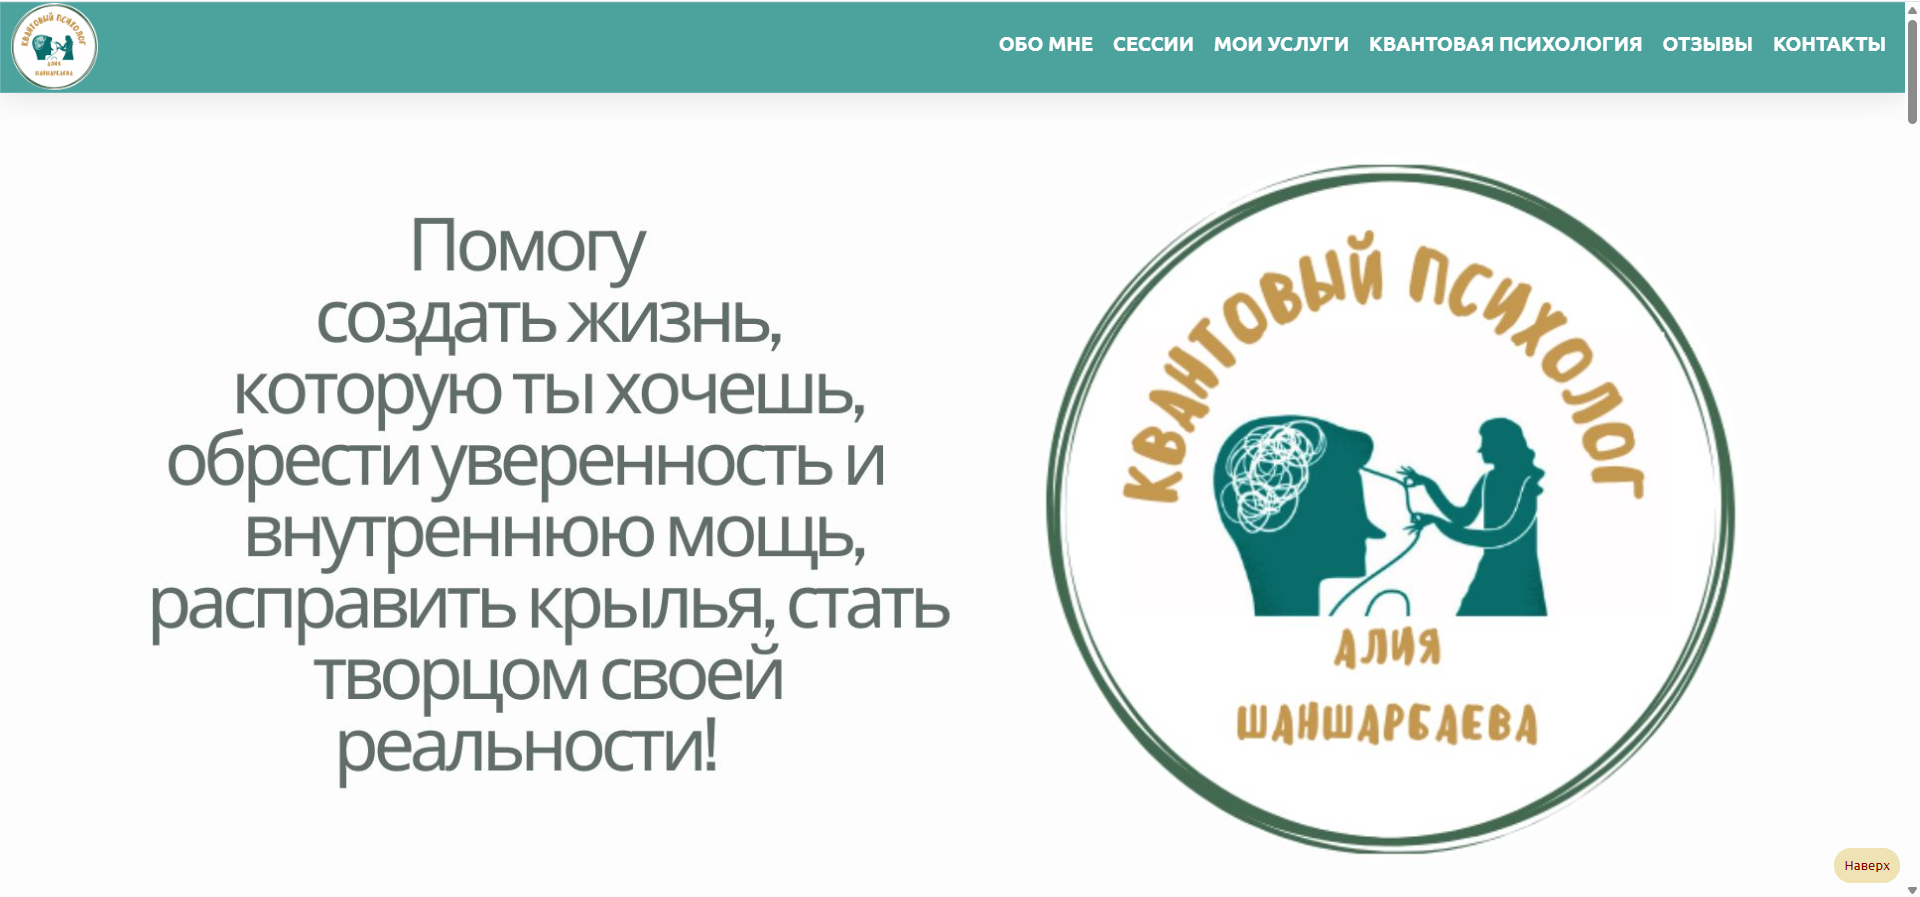 КВАНТОВЫЙ ПСИХОЛОГ
АЛИЯ
ШАНШАРБАЕВА
ОБО МНЕ СЕССИИ МОИ УСЛУГИ КВАНТОВАЯ ПСИХОЛОГИЯ ОТЗЫВЫ КОНТАКТЫ
Помогу
создать жизнь,
которую ты хочешь,
обрести уверенность и
внутреннюю мощь,
расправить крылья, стать
творцом своей
реальности!
КВАНТОВЫЙ ПСИХОЛОГ
АЛИЯ
ШАНШАРБАЕВА
Наверх